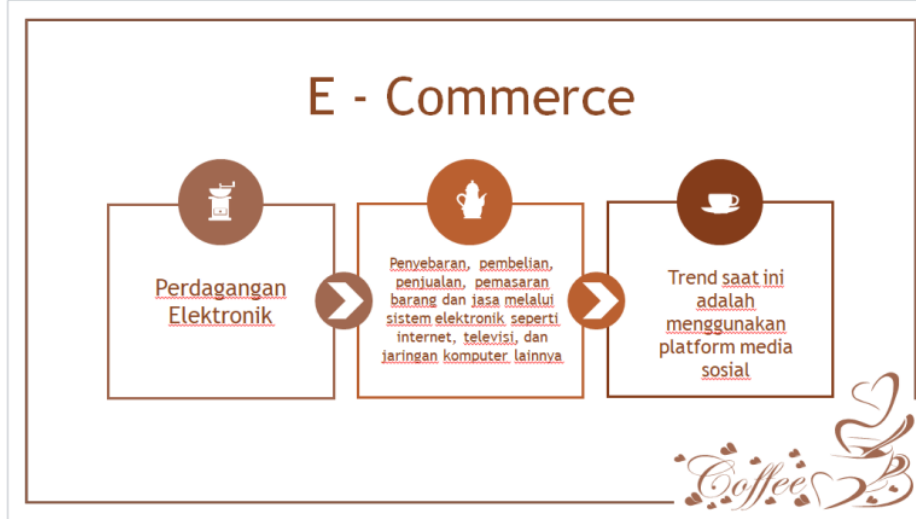 E - Commerce
Perdagangan
Elektronik
Penyebaran, pembelian,
penjualan, pemasaran
barang dan jasa melalui
sistem elektronik seperti
internet, televisi, dan
jaringan komputer lainnya
Trend saat ini
adalah
menggunakan
platform media
sosial
Coffee